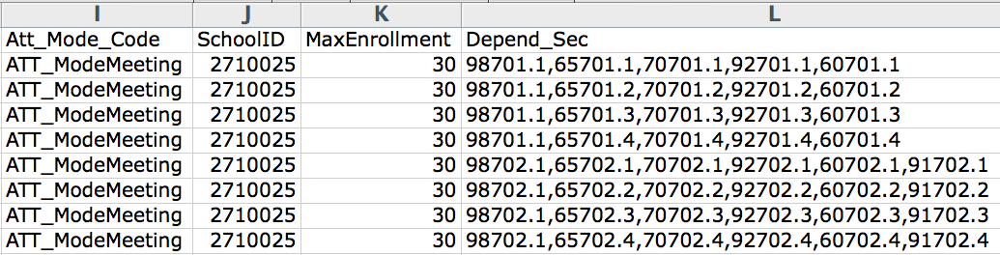 I J K L
Att_Mode_Code SchoolID MaxEnrollment Depend_Sec
ATT_ModeMeeting 2710025 30 98701.1,65701.1,70701.1,92701.1,60701.1
ATT_ModeMeeting 2710025 30 98701.1,65701.2,70701.2,92701.2,60701.2
ATT_ModeMeeting 2710025 30 98701.1,65701.3,70701.3,92701.3,60701.3
ATT_ModeMeeting 2710025 30 98701.1,65701.4,70701.4,92701.4,60701.4
ATT_ModeMeeting 2710025 30 98702.1,65702.1,70702.1,92702.1,60702.1,91702.1
ATT_ModeMeeting 2710025 30 98702.1,65702.2,70702.2,92702.2,60702.2,91702.2
ATT_ModeMeeting 2710025 30 98702.1,65702.3,70702.3,92702.3,60702.3,91702.3
ATT_ModeMeeting 2710025 30 98702.1,65702.4,70702.4,92702.4,60702.4,91702.4